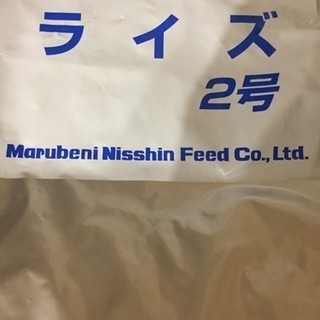 ライズ
2号
Marubeni Nisshin Feed Co., Ltd.